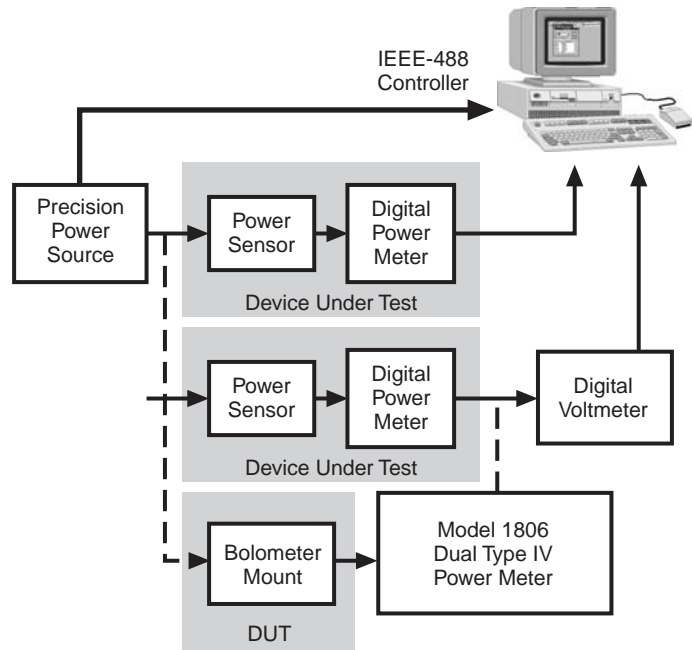 IEEE-488
Controller
Precision
Power
Source
Power
Sensor
Digital
Power
Meter
Device Under Test
Power
Sensor
Digital
Power
Meter
Device Under Test
Digital
Voltmeter
Bolometer
Mount
DUT
Model 1806
Dual Type IV
Power Meter